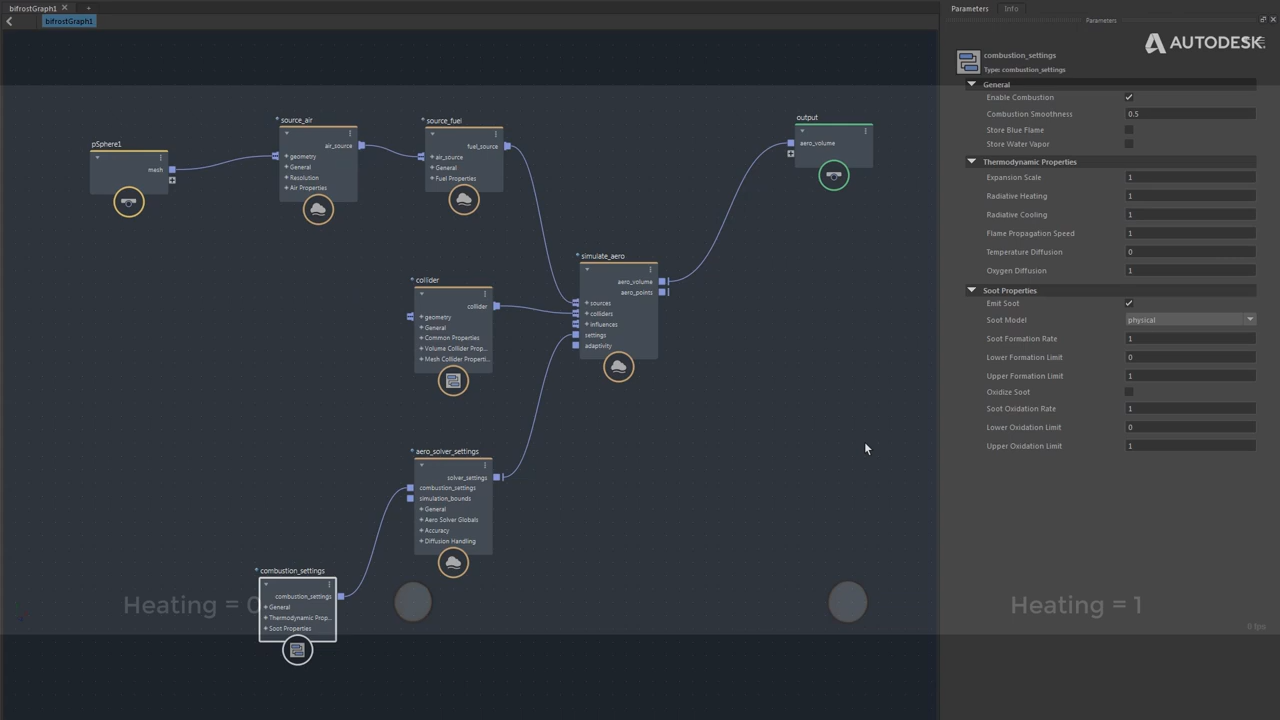 bifrostGraph1
bifrostGraph1
Parameters
Info
Parameters
AUTODESK
combustion_settings
Type: combustion_settings
General
Enable Combustion
Combustion Smoothness 0.5
Store Blue Flame
Store Water Vapor
Thermodynamic Properties
Expansion Scale 1
Radiative Heating 1
Radiative Cooling 1
Flame Propagation Speed 1
Temperature Diffusion 0
Oxygen Diffusion 1
Soot Properties
Emit Soot
Soot Model physical
Soot Formation Rate 1
Lower Formation Limit 0
Upper Formation Limit 1
Oxidize Soot
Soot Oxidation Rate 1
Lower Oxidation Limit 0
Upper Oxidation Limit 1
pSphere1
mesh
source_air
air_source
geometry
General
Resolution
Air Properties
source_fuel
fuel_source
air_source
General
Fuel Properties
output
aero_volume
simulate_aero
aero_volume
aero_points
sources
colliders
influences
settings
adaptivity
collider
collider
geometry
General
Common Properties
Volume Collider Prop...
Mesh Collider Properti...
aero_solver_settings
solver_settings
combustion_settings
simulation_bounds
General
Aero Solver Globals
Accuracy
Diffusion Handling
combustion_settings
combustion_settings
General
Thermodynamic Prop...
Soot Properties
Heating = 0
Heating = 1